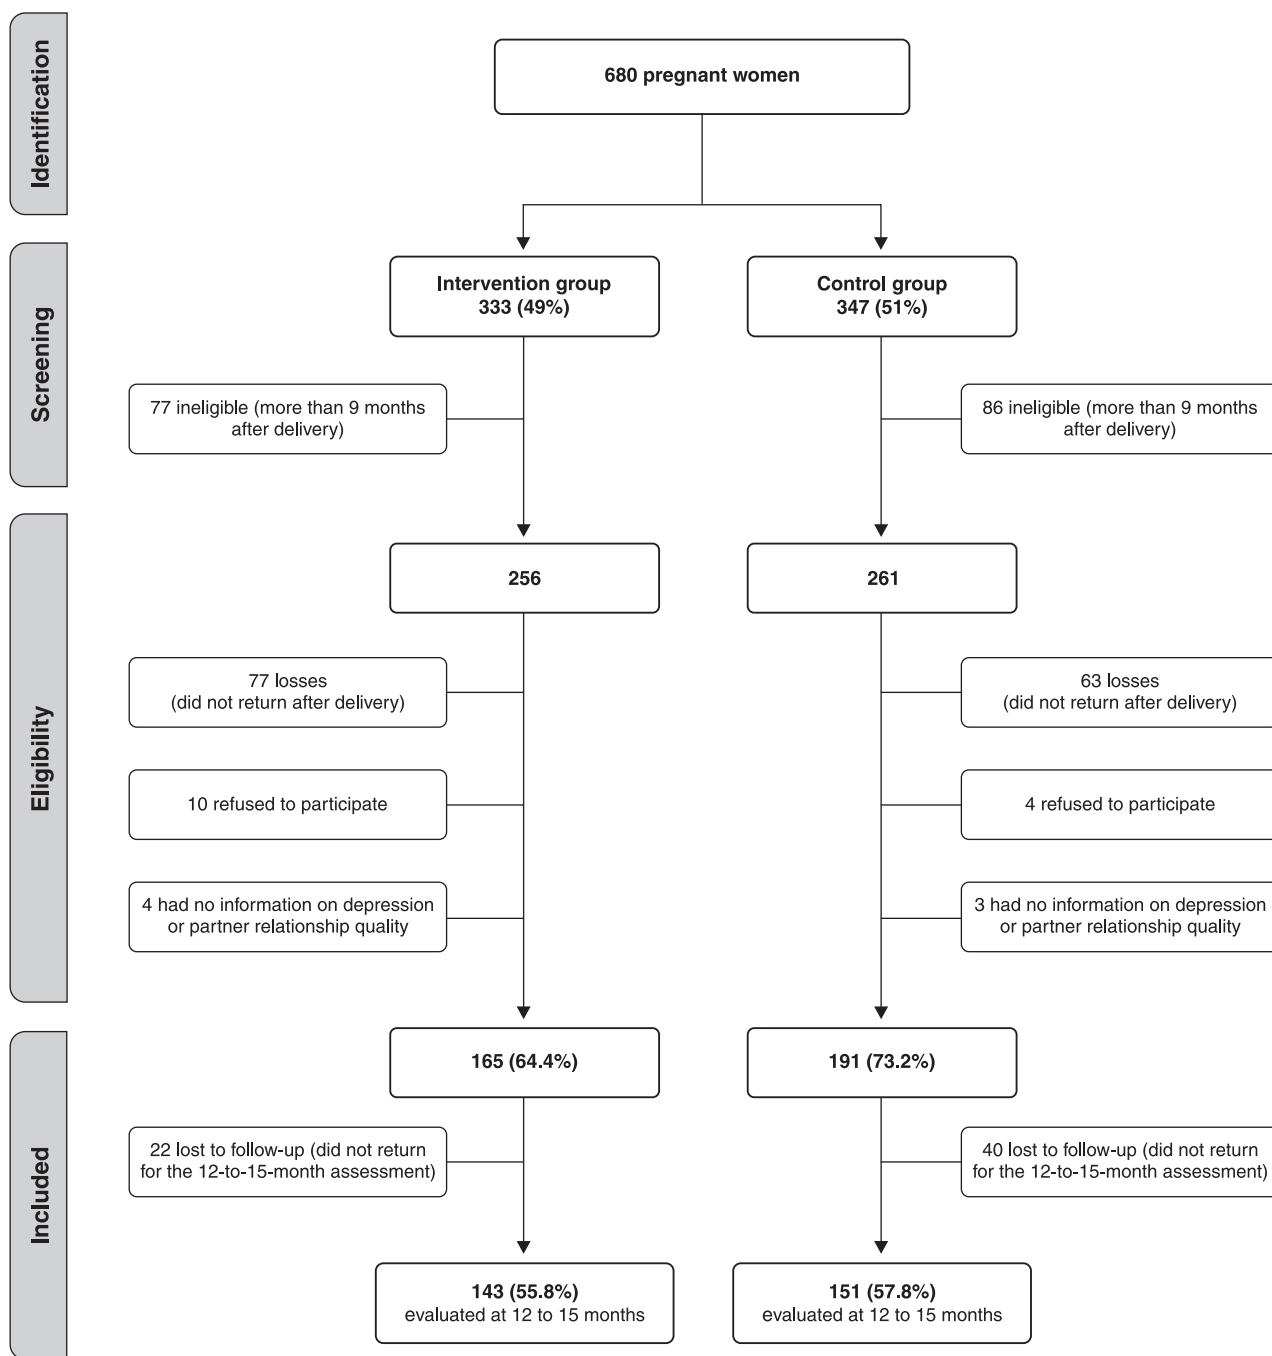 Identification
680 pregnant women
Screening
Intervention group
333 (49%)
Control group
347 (51%)
77 ineligible (more than 9 months
after delivery)
86 ineligible (more than 9 months
after delivery)
Eligibility
256
261
77 losses
(did not return after delivery)
63 losses
(did not return after delivery)
10 refused to participate
4 refused to participate
4 had no information on depression
or partner relationship quality
3 had no information on depression
or partner relationship quality
Included
165 (64.4%)
191 (73.2%)
22 lost to follow-up (did not return
for the 12-to-15-month assessment)
40 lost to follow-up (did not return
for the 12-to-15-month assessment)
143 (55.8%)
evaluated at 12 to 15 months
151 (57.8%)
evaluated at 12 to 15 months